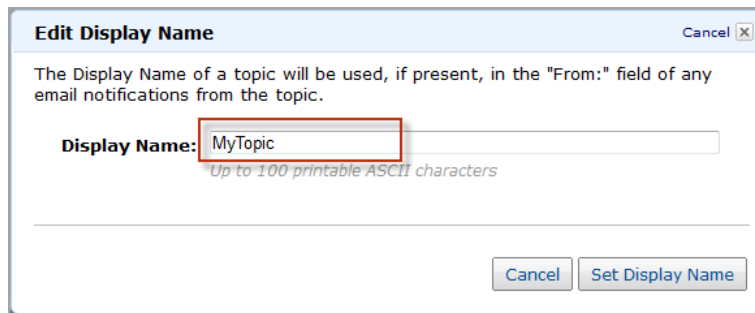 Edit Display Name
Cancel
The Display Name of a topic will be used, if present, in the "From:" field of any
email notifications from the topic.
Display Name: MyTopic
Up to 100 printable ASCII characters
Cancel Set Display Name